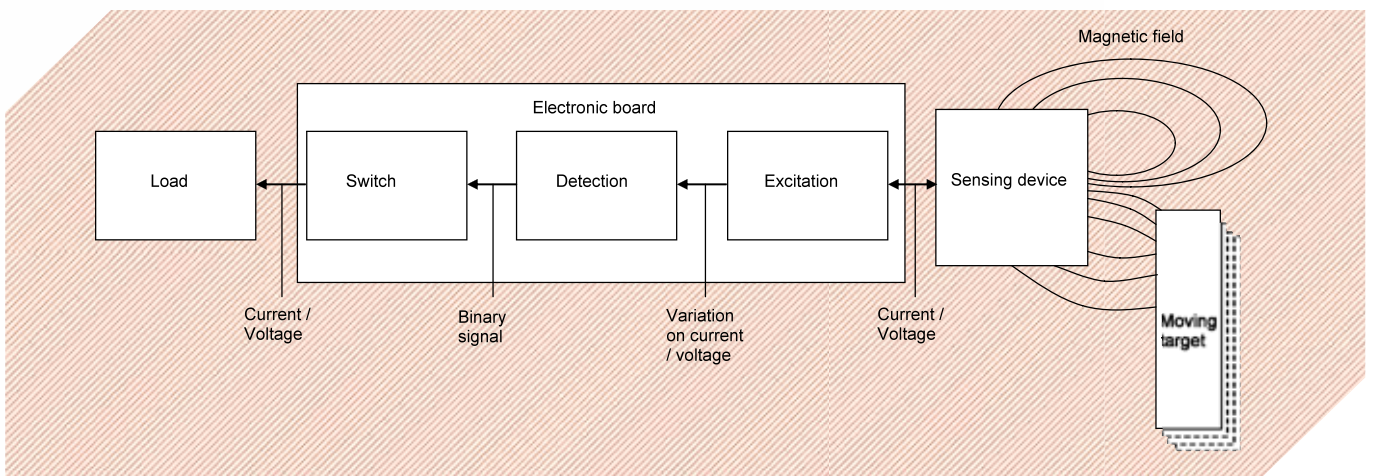 Magnetic field
Electronic board
Load
Switch
Detection
Excitation
Sensing device
Current /
Voltage
Binary
signal
Variation
on current
/ voltage
Current /
Voltage
Moving
target